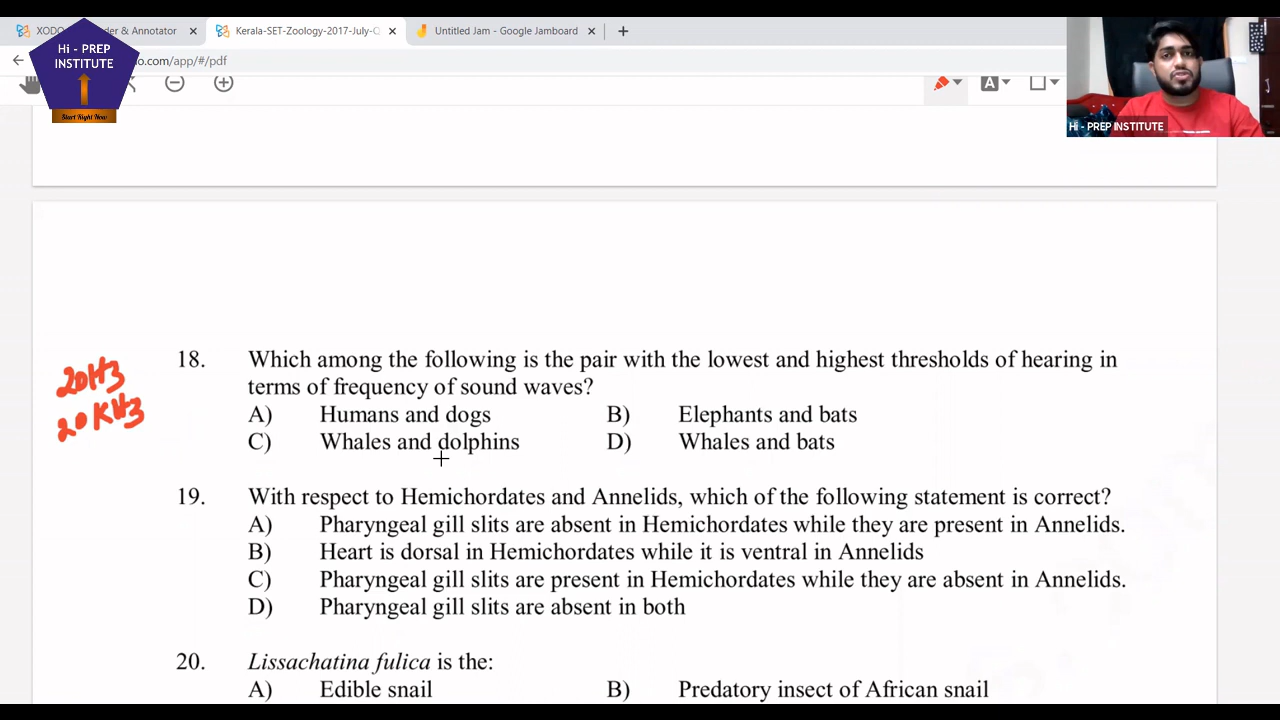 Kerala-SET-Zoology-2017-July-Q
Untitled Jam - Google Jamboard
Hi - PREP
INSTITUTE
Start Right Now
o.com/app/#/pdf
Hi - PREP INSTITUTE
20Hz
20 KHz
18. Which among the following is the pair with the lowest and highest thresholds of hearing in
terms of frequency of sound waves?
A) Humans and dogs B) Elephants and bats
C) Whales and dolphins D) Whales and bats
19. With respect to Hemichordates and Annelids, which of the following statement is correct?
A) Pharyngeal gill slits are absent in Hemichordates while they are present in Annelids.
B) Heart is dorsal in Hemichordates while it is ventral in Annelids
C) Pharyngeal gill slits are present in Hemichordates while they are absent in Annelids.
D) Pharyngeal gill slits are absent in both
20. Lissachatina fulica is the:
A) Edible snail B) Predatory insect of African snail